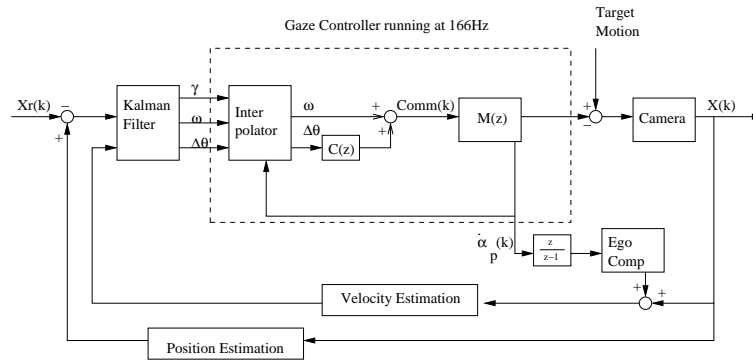 Gaze Controller running at 166Hz
Target
Motion
Xr(k)
−
+
Kalman
Filter
γ
ω
Δθ
Inter
polator
ω
Δθ
C(z)
+
+
Comm(k)
M(z)
+
−
Camera
X(k)
α̇p(k)
z
z−1
Ego
Comp
+
+
Velocity Estimation
Position Estimation